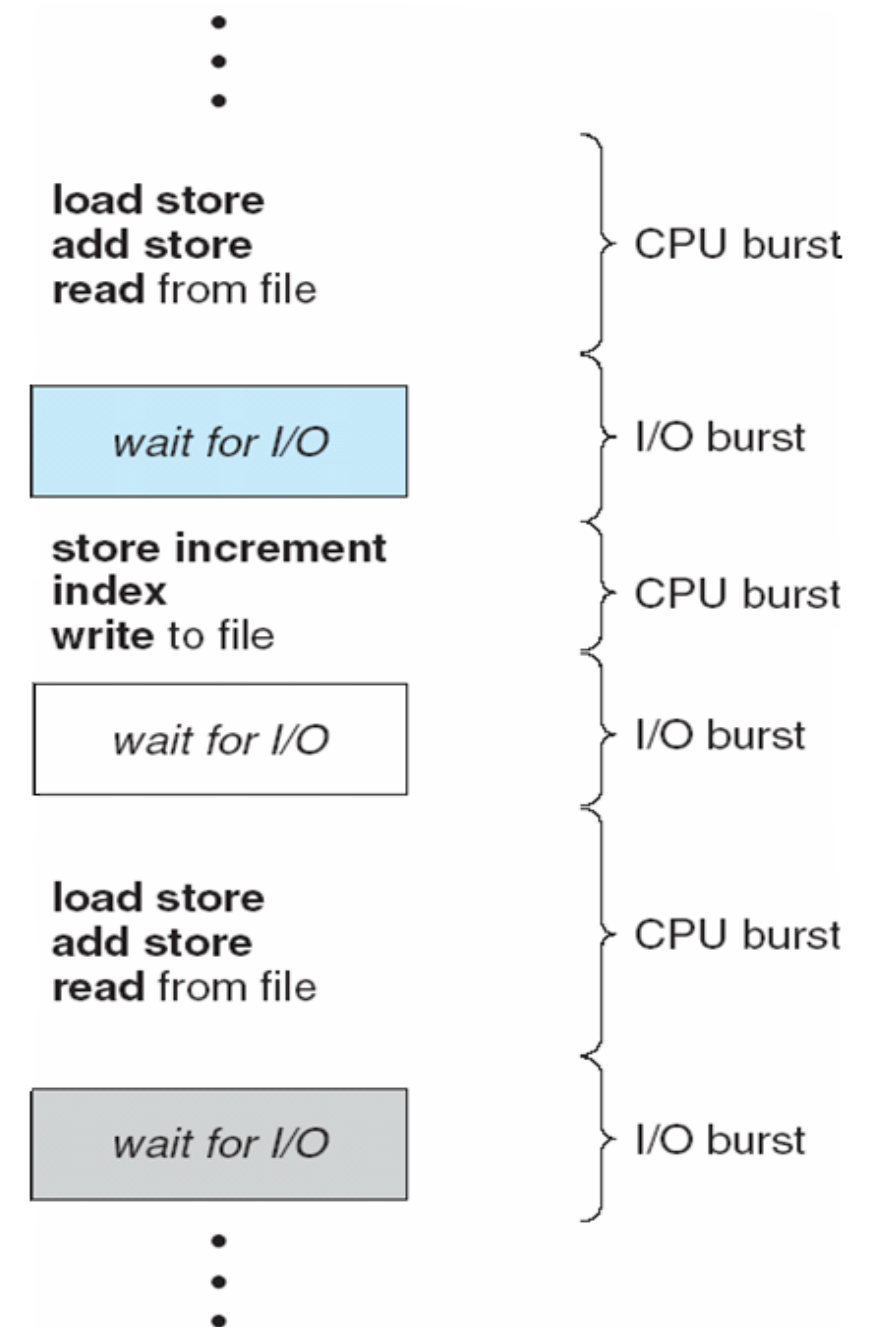 load store
add store
read from file
CPU burst
wait for I/O
I/O burst
store increment
index
write to file
CPU burst
wait for I/O
I/O burst
load store
add store
read from file
CPU burst
wait for I/O
I/O burst